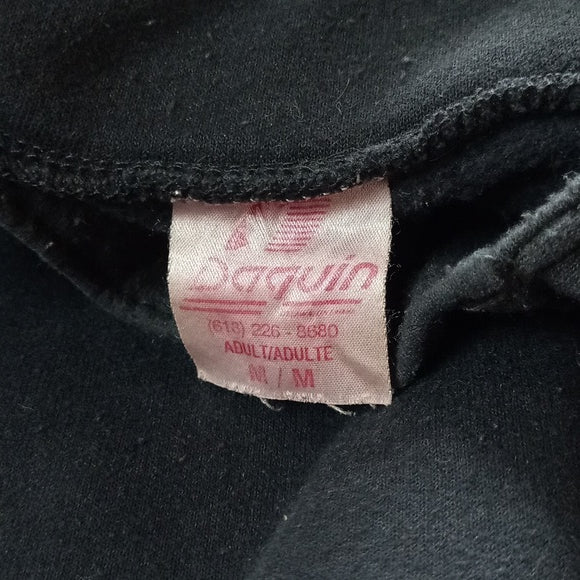 Daquin
(613) 226 - 8680
ADULT/ADULTE
M / M